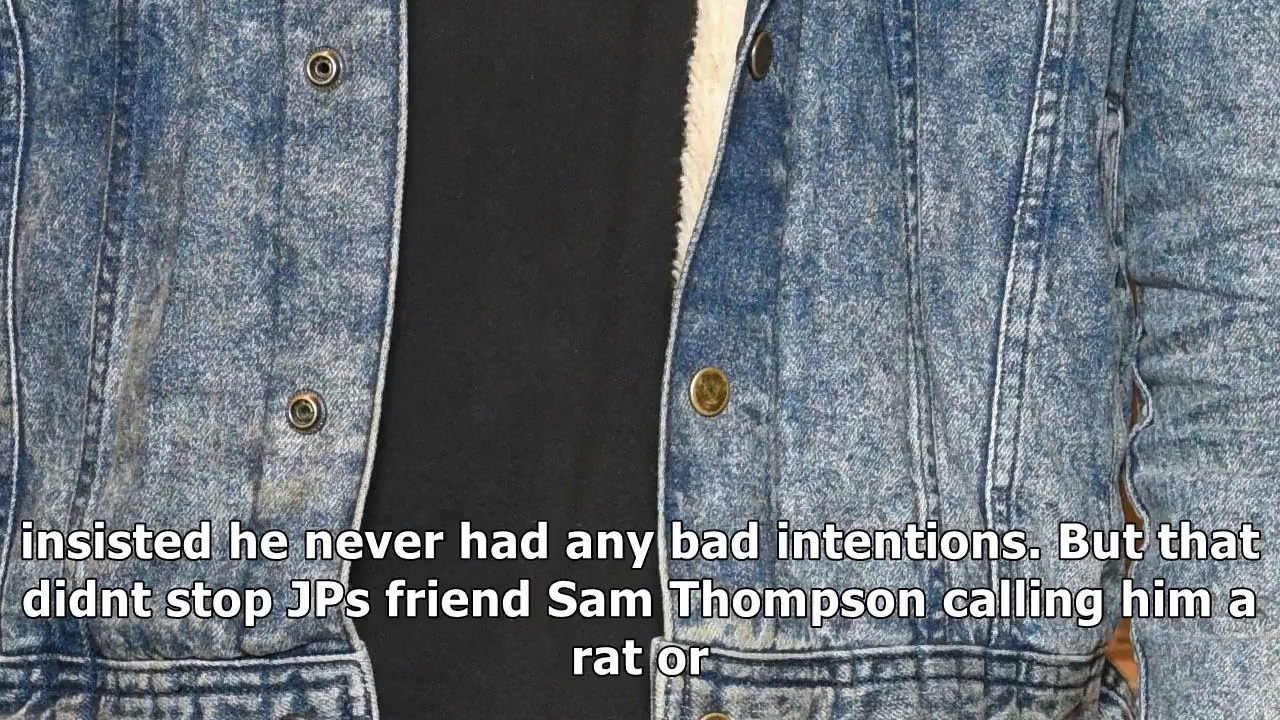 insisted he never had any bad intentions. But that
didnt stop JPs friend Sam Thompson calling him a
rat or